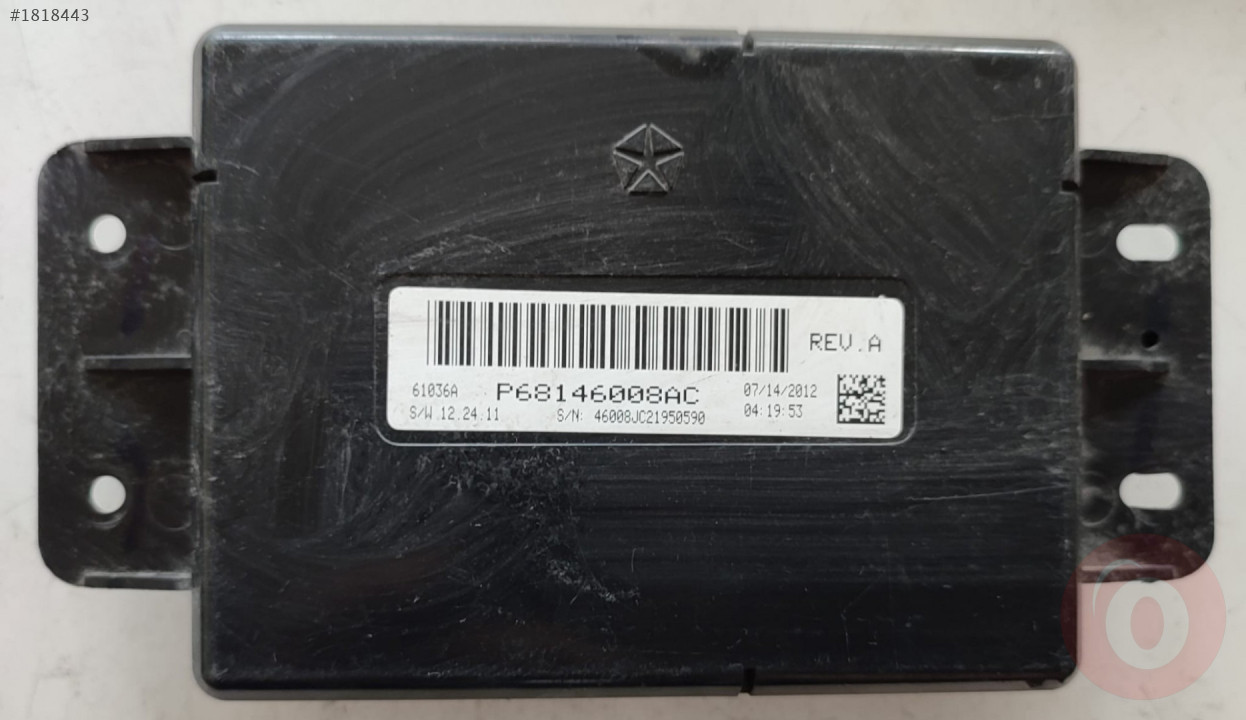 #1818443
REV.A
61036A P68146008AC 07/14/2012
S/W 12.24.11 S/N: 46008JC21950590 04:19:53
O